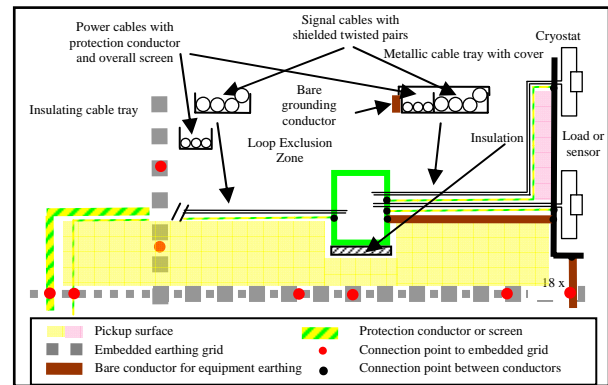 Power cables with
protection conductor
and overall screen
Signal cables with
shielded twisted pairs
Cryostat
Metallic cable tray with cover
Insulating cable tray
Bare
grounding
conductor
Loop Exclusion
Zone
Insulation
Load or
sensor
18 x
Pickup surface
Protection conductor or screen
Embedded earthing grid
Connection point to embedded grid
Bare conductor for equipment earthing
Connection point between conductors